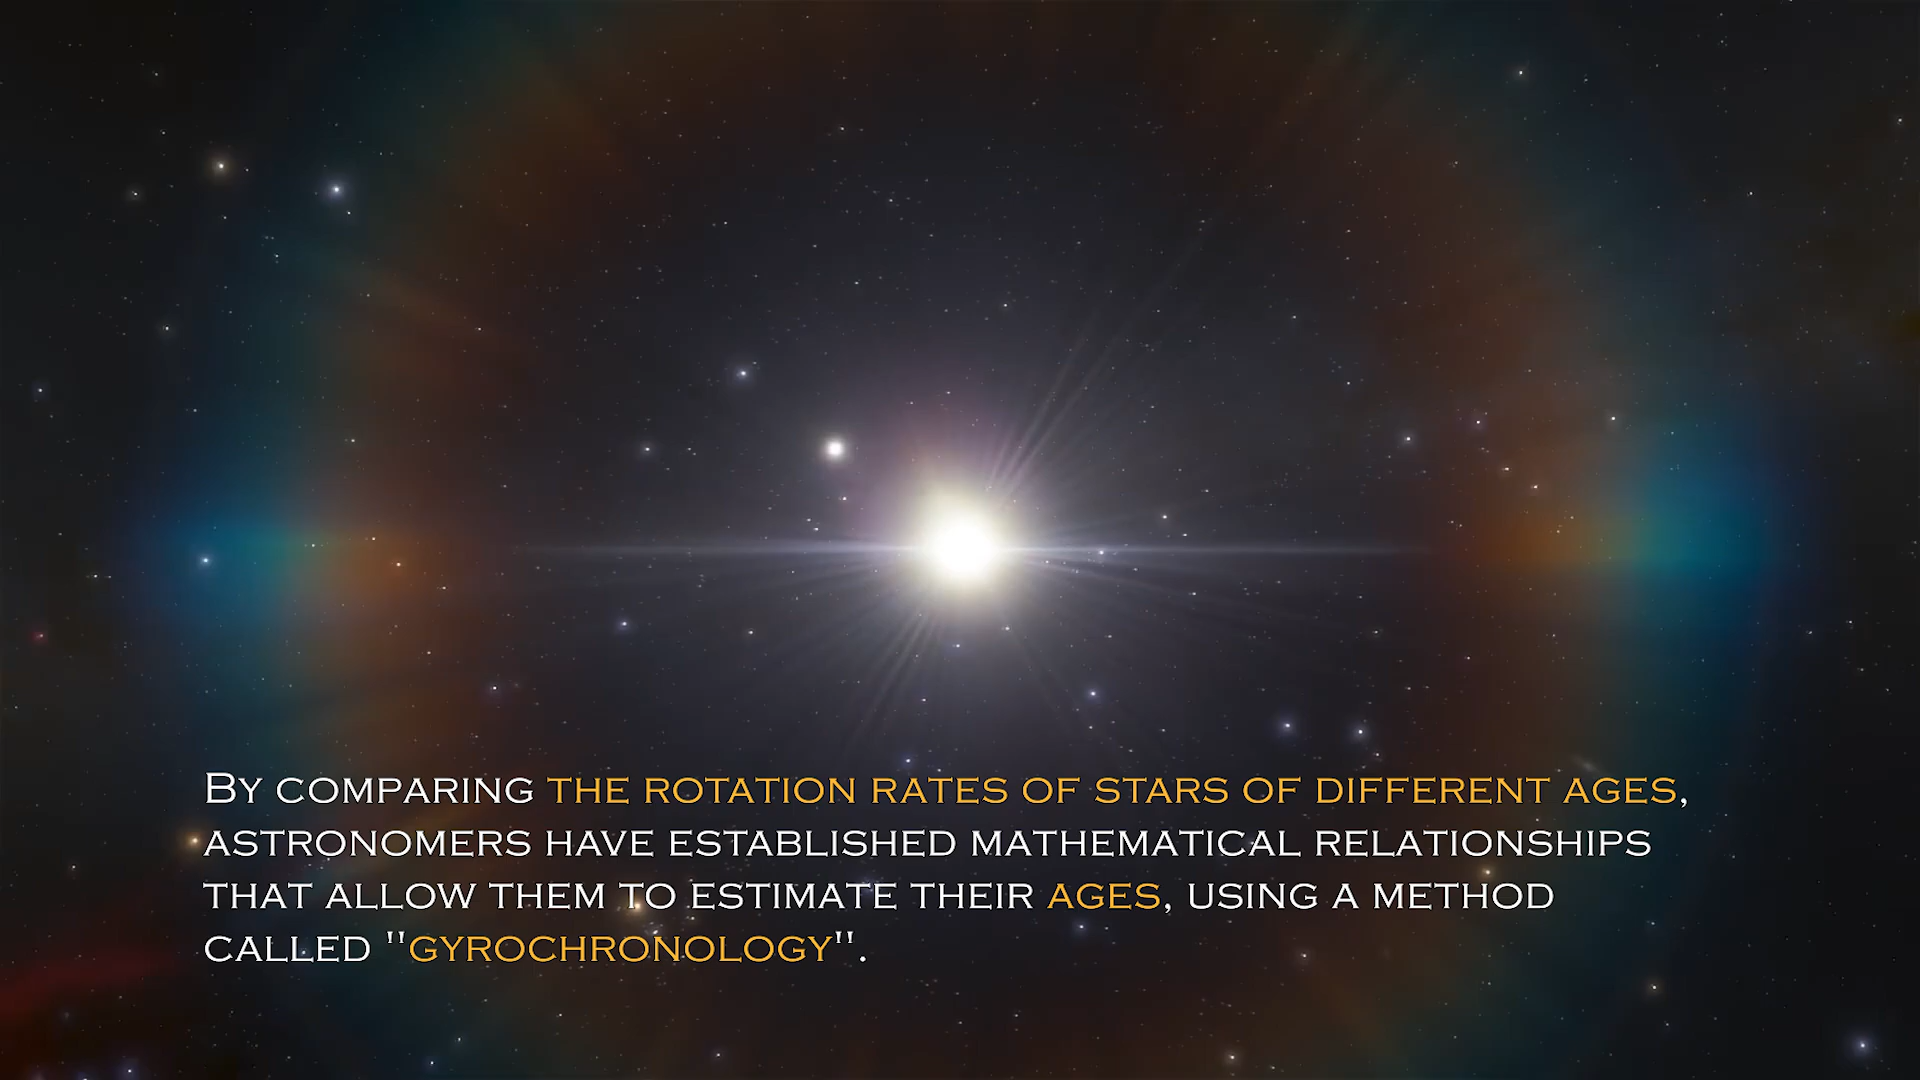 By comparing the rotation rates of stars of different ages,
astronomers have established mathematical relationships
that allow them to estimate their ages, using a method
called "gyrochronology".